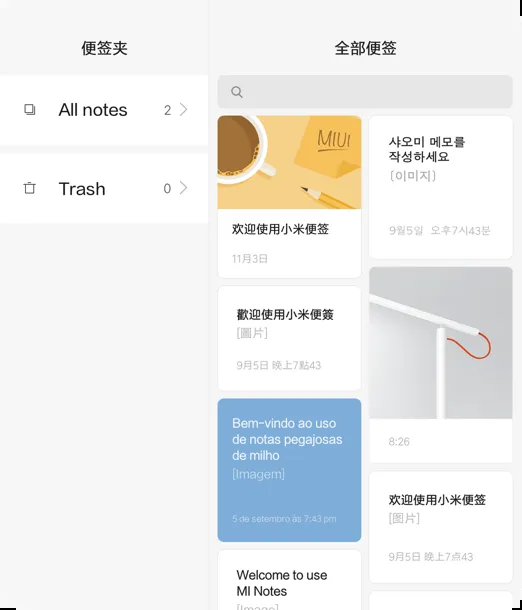 便签夹
All notes 2
Trash 0
全部便签
MIUI
欢迎使用小米便签
11月3日
歡迎使用小米便簽
[圖片]
9月5日 晚上7點43
Bem-vindo ao uso
de notas pegajosas
de milho
[Imagem]
5 de setembro às 7:43 pm
Welcome to use
MI Notes
[Image]
샤오미 메모를
작성하세요
[이미지]
9월5일 오후7시43분
8:26
欢迎使用小米便签
[图片]
9月5日 晚上7点43